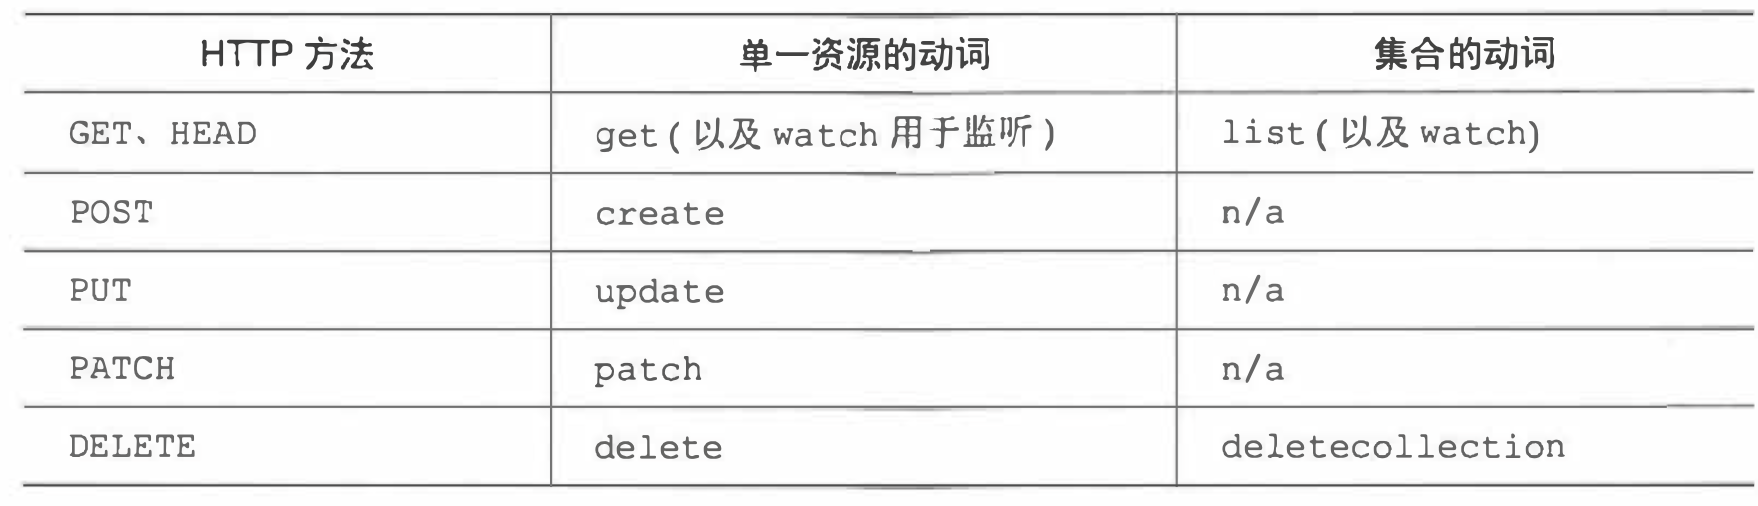 HTTP 方法 单一资源的动词 集合的动词
GET、HEAD get(以及 watch 用于监听) list(以及 watch)
POST create n/a
PUT update n/a
PATCH patch n/a
DELETE delete deletecollection